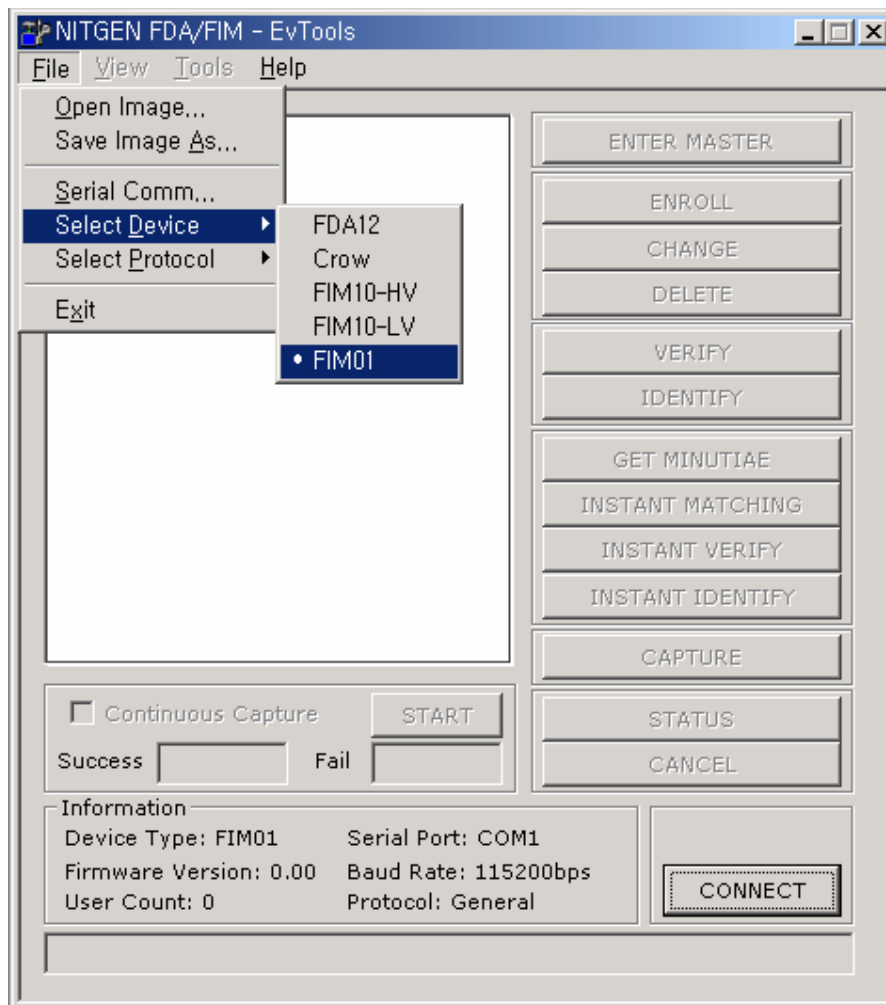 NITGEN FDA/FIM - EvTools
File View Tools Help
Open Image...
Save Image As...
Serial Comm...
Select Device
Select Protocol
Exit
FDA12
Crow
FIM10-HV
FIM10-LV
FIM01
ENTER MASTER
ENROLL
CHANGE
DELETE
VERIFY
IDENTIFY
GET MINUTIAE
INSTANT MATCHING
INSTANT VERIFY
INSTANT IDENTIFY
CAPTURE
STATUS
CANCEL
Continuous Capture START
Success Fail
Information
Device Type: FIM01 Serial Port: COM1
Firmware Version: 0.00 Baud Rate: 115200bps
User Count: 0 Protocol: General
CONNECT